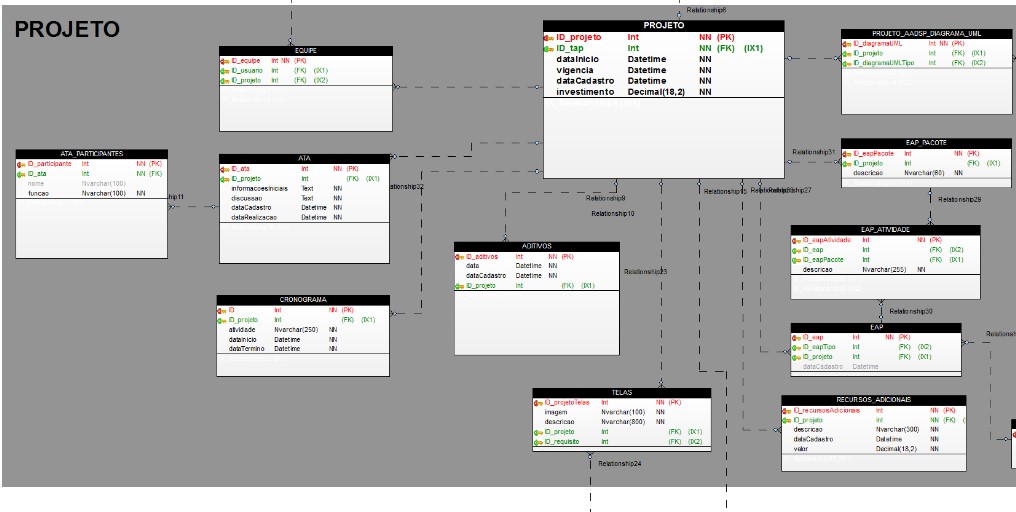 Relationship6
PROJETO
PROJETO
ID_projeto Int NN (PK)
ID_tap Int NN (FK) (IX1)
dataInicio Datetime NN
vigencia Datetime NN
dataCadastro Datetime NN
investimento Decimal(18,2) NN
PROJETO_AADSP_DIAGRAMA_UML
ID_diagramaUML Int NN (PK)
ID_projeto Int (FK) (IX1)
ID_diagramaUMLTipo Int (FK) (IX2)
EQUIPE
ID_equipe Int NN (PK)
ID_usuario Int (FK) (IX1)
ID_projeto Int (FK) (IX2)
ATA_PARTICIPANTES
ID_participante Int NN (PK)
ID_ata Int NN (FK)
nome Nvarchar(100)
funcao Nvarchar(100) NN
hip11
ATA
ID_ata Int NN (PK)
ID_projeto Int (FK) (IX1)
informacoesIniciais Text NN
discussao Text NN
dataCadastro Datetime NN
dataRealizacao Datetime NN
ationship32
Relationship31
EAP_PACOTE
ID_eapPacote Int NN (PK)
ID_projeto Int (FK) (IX1)
descricao Nvarchar(60) NN
Relationship9
Relationship10
Relationship27
Relationship29
ADITIVOS
ID_aditivos Int NN (PK)
data Datetime NN
dataCadastro Datetime NN
ID_projeto Int (FK) (IX1)
Relationship23
EAP_ATIVIDADE
ID_eapAtividade Int NN (PK)
ID_eap Int (FK) (IX2)
ID_eapPacote Int (FK) (IX1)
descricao Nvarchar(255) NN
Relationship30
CRONOGRAMA
ID Int NN (PK)
ID_projeto Int (FK) (IX1)
atividade Nvarchar(250) NN
dataInicio Datetime NN
dataTermino Datetime NN
EAP
ID_eap Int NN (PK)
ID_eapTipo Int (FK) (IX2)
ID_projeto Int (FK) (IX1)
dataCadastro Datetime
Relations
TELAS
ID_projetoTelas Int NN (PK)
imagem Nvarchar(100) NN
descricao Nvarchar(800) NN
ID_projeto Int (FK) (IX1)
ID_requisito Int (FK) (IX2)
Relationship24
RECURSOS_ADICIONAIS
ID_recursosAdicionais Int NN (PK)
ID_projeto Int NN (FK) (
descricao Nvarchar(300) NN
dataCadastro Datetime NN
valor Decimal(18,2) NN